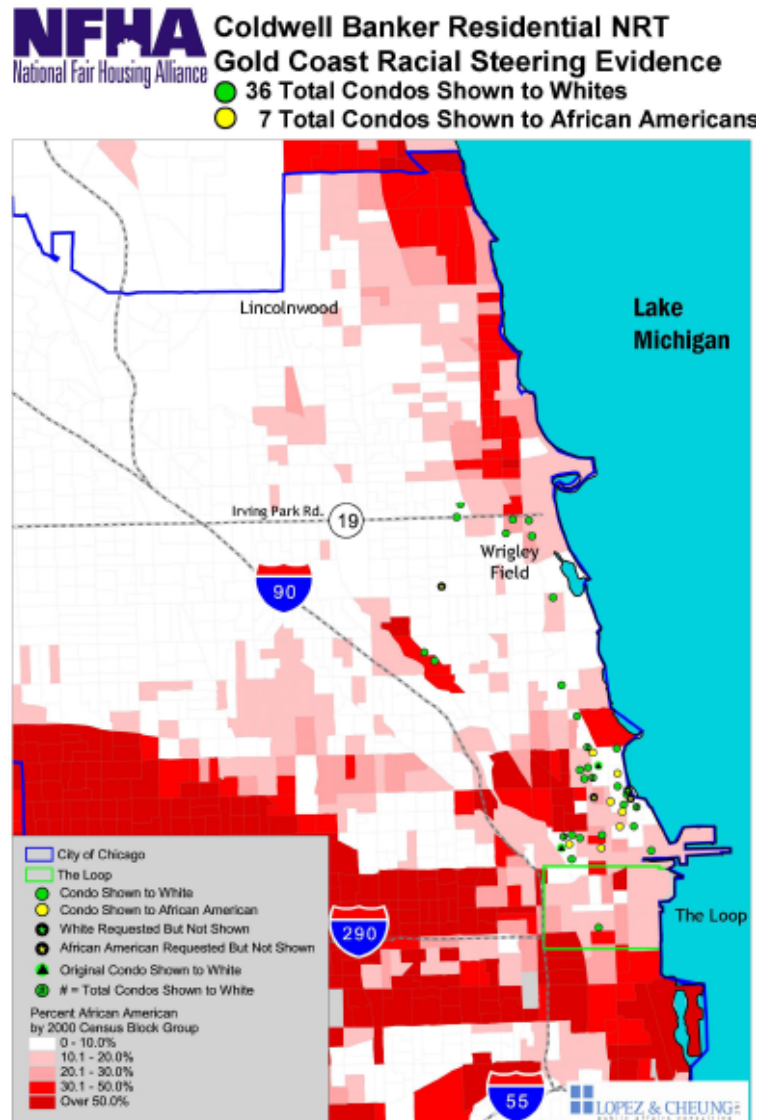 NFHA
National Fair Housing Alliance
Coldwell Banker Residential NRT
Gold Coast Racial Steering Evidence
36 Total Condos Shown to Whites
7 Total Condos Shown to African Americans
Lincolnwood
Lake
Michigan
Irving Park Rd.
19
Wrigley
Field
90
City of Chicago
The Loop
Condo Shown to White
Condo Shown to African American
White Requested But Not Shown
African American Requested But Not Shown
Original Condo Shown to White
# = Total Condos Shown to White
Percent African American
by 2000 Census Block Group
0 - 10.0%
10.1 - 20.0%
20.1 - 30.0%
30.1 - 50.0%
Over 50.0%
290
The Loop
55
LOPEZ & CHEUNG
public affairs consulting